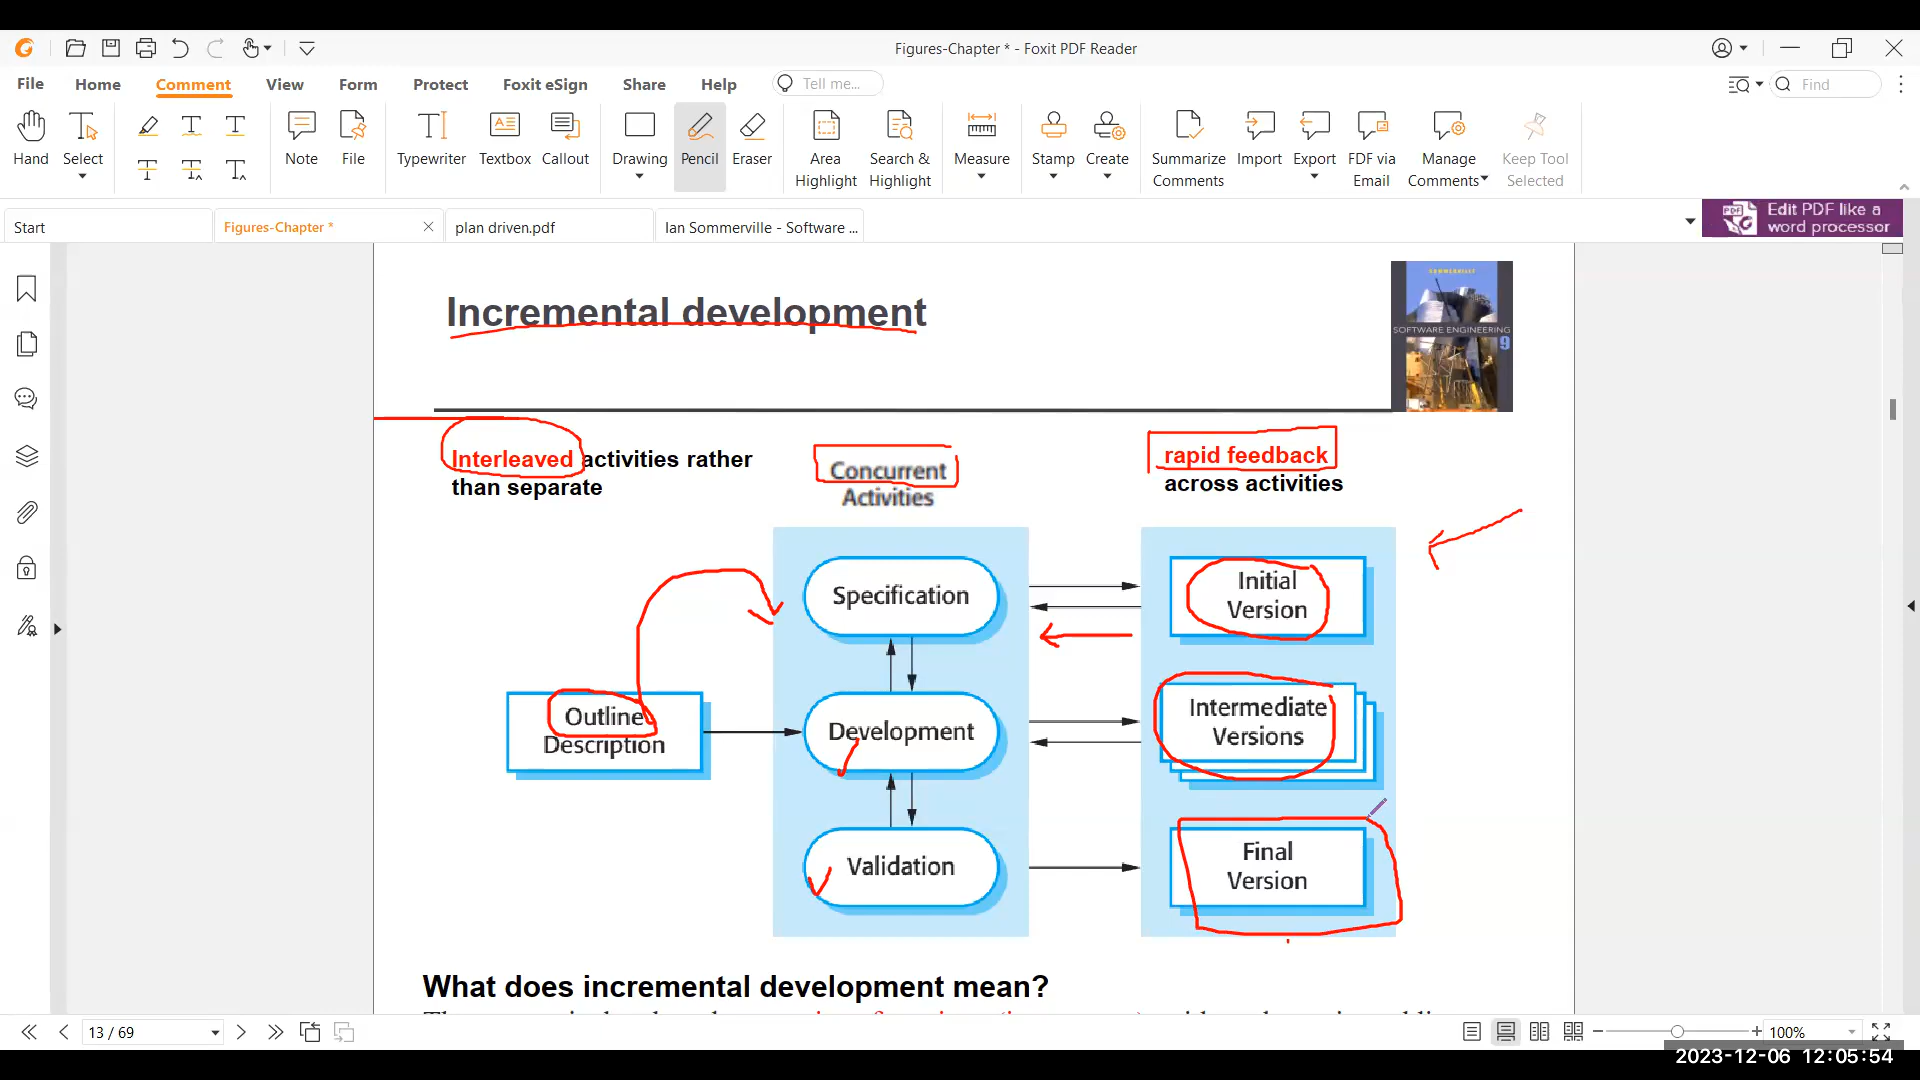 Figures-Chapter * - Foxit PDF Reader
File Home Comment View Form Protect Foxit eSign Share Help Tell me... Find
Hand Select Note File Typewriter Textbox Callout Drawing Pencil Eraser Area Highlight Search & Highlight Measure Stamp Create Summarize Comments Import Export FDF via Email Manage Comments Keep Tool Selected
Start Figures-Chapter * plan driven.pdf Ian Sommerville - Software ...
Edit PDF like a
word processor
Incremental development
SOMMERVILLE
SOFTWARE ENGINEERING
9
Interleaved activities rather
than separate
Concurrent
Activities
rapid feedback
across activities
Specification
Initial
Version
Outline
Description
Development
Intermediate
Versions
Validation
Final
Version
What does incremental development mean?
13 / 69
100%
2023-12-06 12:05:54